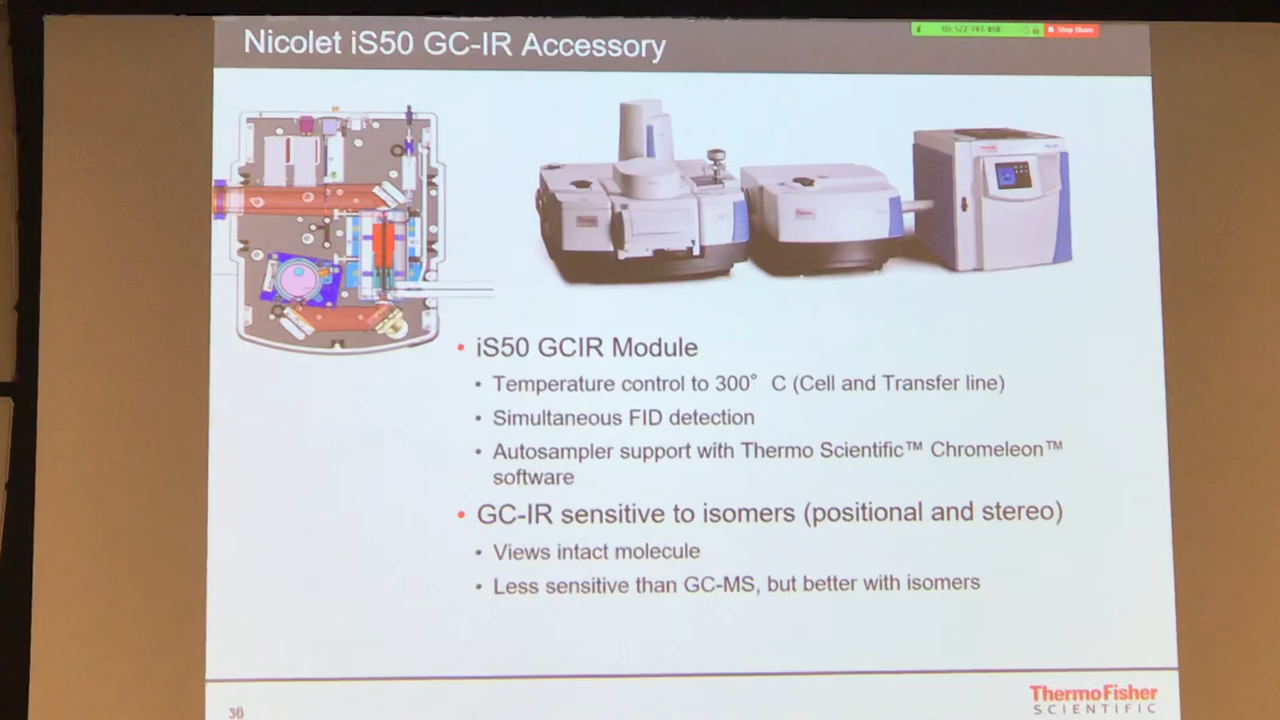 Nicolet iS50 GC-IR Accessory
Stop Share
• iS50 GCIR Module
• Temperature control to 300° C (Cell and Transfer line)
• Simultaneous FID detection
• Autosampler support with Thermo Scientific™ Chromeleon™
software
• GC-IR sensitive to isomers (positional and stereo)
• Views intact molecule
• Less sensitive than GC-MS, but better with isomers
30
ThermoFisher
SCIENTIFIC